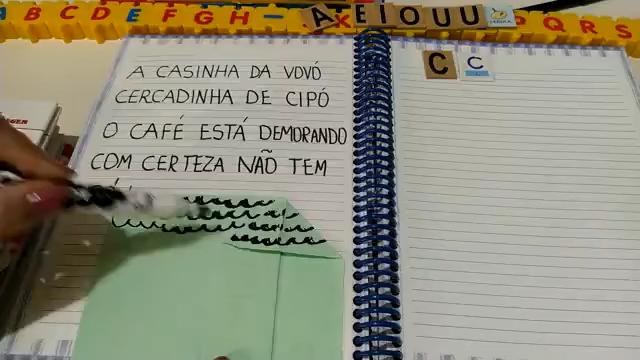 A B C D E F G H
A E I O U U
Q R S
C C
A CASINHA DA VOVÓ
CERCADINHA DE CIPÓ
O CAFÉ ESTÁ DEMORANDO
COM CERTEZA NÃO TEM